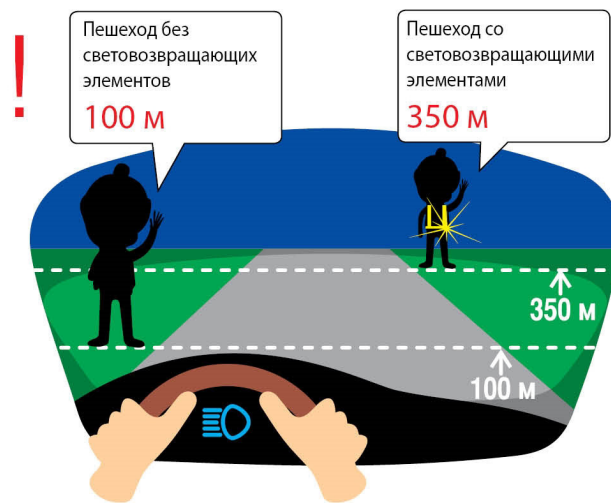 !
Пешеход без
световозвращающих
элементов
100 м
Пешеход со
световозвращающими
элементами
350 м
350 м
100 м